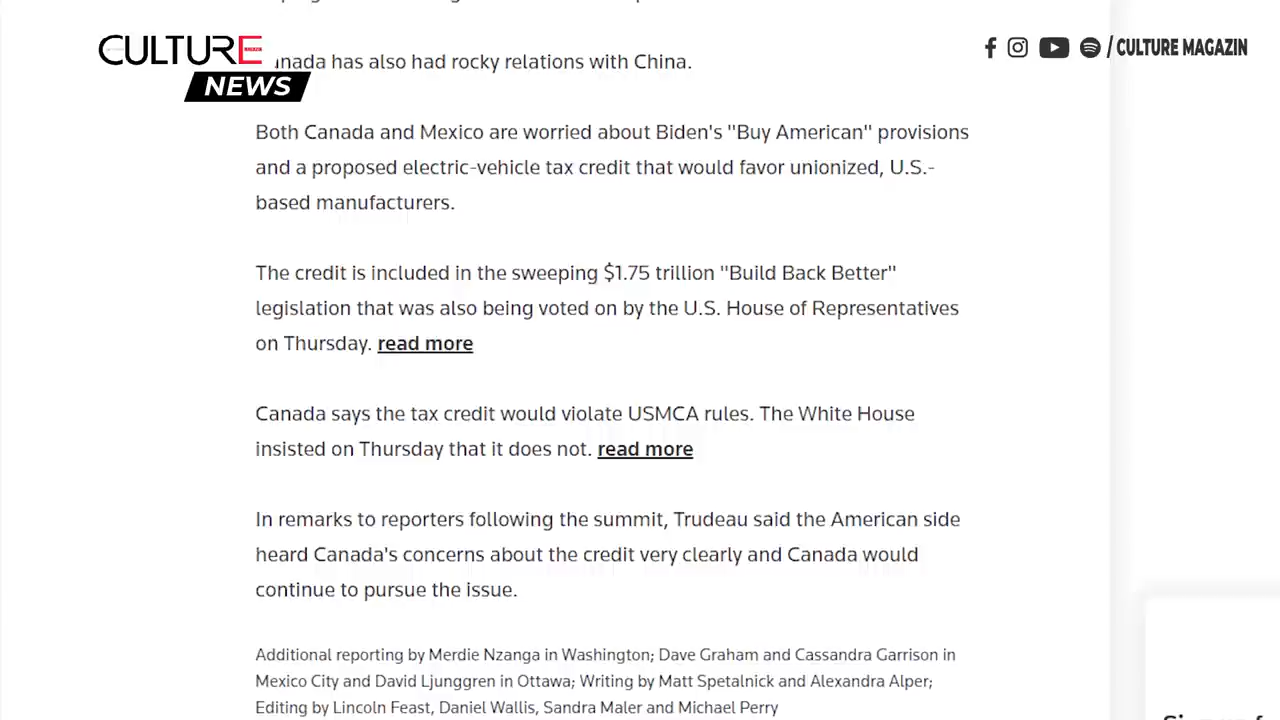 CULTURE
NEWS
/ CULTURE MAGAZIN
anada has also had rocky relations with China.
Both Canada and Mexico are worried about Biden's "Buy American" provisions
and a proposed electric-vehicle tax credit that would favor unionized, U.S.-
based manufacturers.
The credit is included in the sweeping $1.75 trillion "Build Back Better"
legislation that was also being voted on by the U.S. House of Representatives
on Thursday. read more
Canada says the tax credit would violate USMCA rules. The White House
insisted on Thursday that it does not. read more
In remarks to reporters following the summit, Trudeau said the American side
heard Canada's concerns about the credit very clearly and Canada would
continue to pursue the issue.
Additional reporting by Merdie Nzanga in Washington; Dave Graham and Cassandra Garrison in
Mexico City and David Ljunggren in Ottawa; Writing by Matt Spetalnick and Alexandra Alper;
Editing by Lincoln Feast, Daniel Wallis, Sandra Maler and Michael Perry